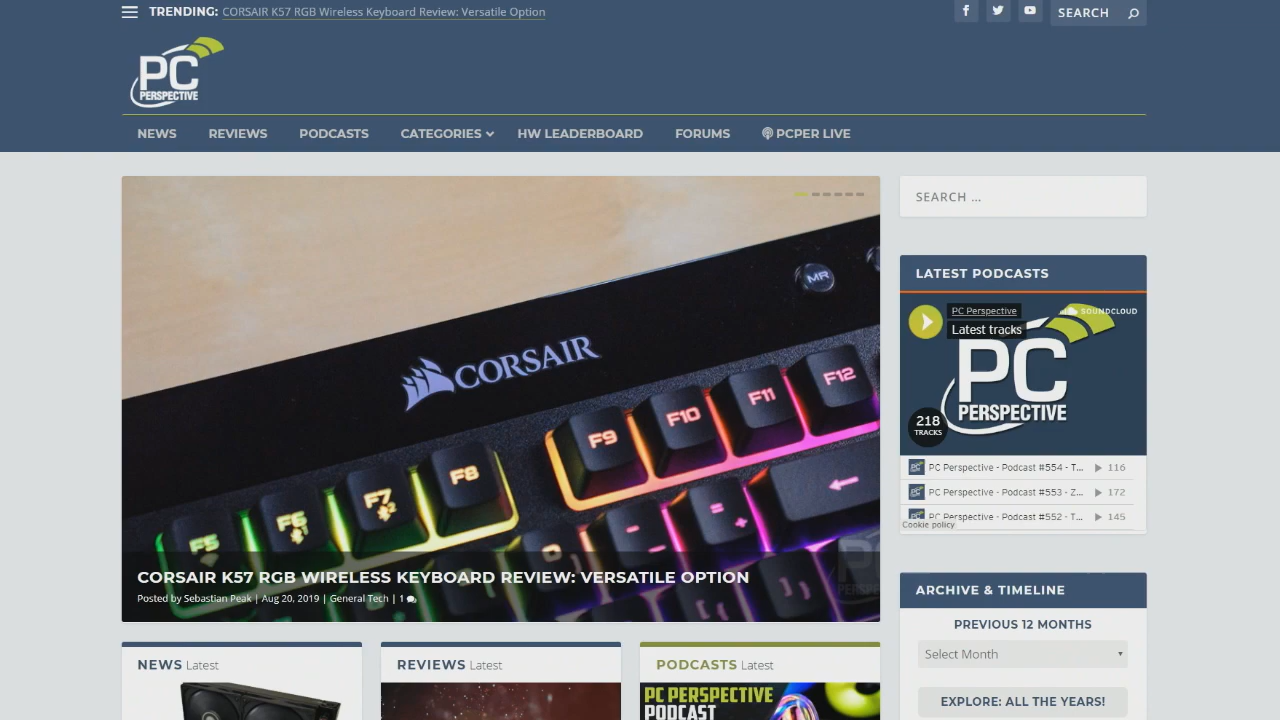 TRENDING: CORSAIR K57 RGB Wireless Keyboard Review: Versatile Option
SEARCH
PC
PERSPECTIVE
NEWS REVIEWS PODCASTS CATEGORIES HW LEADERBOARD FORUMS PCPER LIVE
MR
CORSAIR
F12
F11
F10
F9
F8
F7
F6
F5
CORSAIR K57 RGB WIRELESS KEYBOARD REVIEW: VERSATILE OPTION
Posted by Sebastian Peak | Aug 20, 2019 | General Tech | 1
SEARCH ...
LATEST PODCASTS
PC Perspective
SOUNDCLOUD
Latest tracks
PC
PERSPECTIVE
218
TRACKS
PC Perspective - Podcast #554 - T... 116
PC Perspective - Podcast #553 - Z... 172
PC Perspective - Podcast #552 - T... 145
Cookie policy
ARCHIVE & TIMELINE
PREVIOUS 12 MONTHS
Select Month
EXPLORE: ALL THE YEARS!
NEWS Latest
REVIEWS Latest
PODCASTS Latest
PC PERSPECTIVE
PODCAST